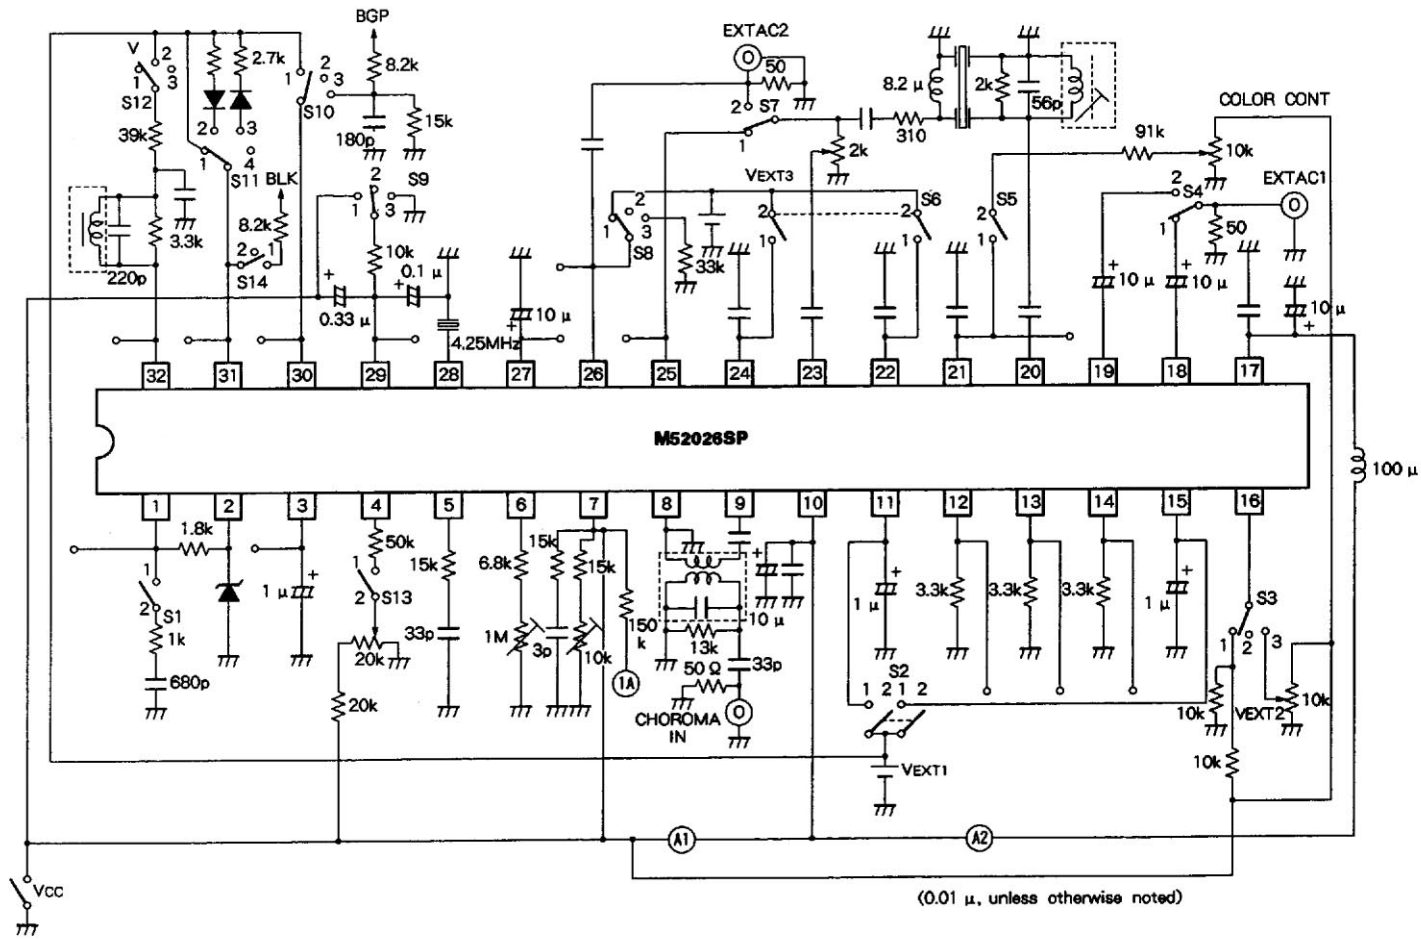 BGP
EXTAC2
V
2
1
3
S12
2.7k
1
2
3
S10
8.2k
15k
180p
50
2
S7
1
8.2 μ
2k
56p
310
2k
COLOR CONT
91k
10k
39k
2
3
1
4
S11
BLK
8.2k
2
1
S14
3.3k
220p
2
1
3
S9
10k
0.1 μ
+
+
0.33 μ
4.25MHz
+
10 μ
1
2
3
S8
33k
VEXT3
2
1
2
S6
1
S5
2
1
2
S4
1
EXTAC1
50
+
10 μ
+
10 μ
10 μ
+
32
31
30
29
28
27
26
25
24
23
22
21
20
19
18
17
M52026SP
100 μ
1
2
3
4
5
6
7
8
9
10
11
12
13
14
15
16
1.8k
1
2
S1
1k
680p
+
1 μ
50k
1
2
S13
20k
20k
15k
33p
6.8k
1M
15k
3p
15k
10k
150
k
1A
+
10 μ
13k
33p
50 Ω
CHOROMA
IN
+
1 μ
3.3k
3.3k
3.3k
+
1 μ
S2
1 2 1 2
VEXT1
S3
1
2
3
10k
VEXT2
10k
10k
A1
A2
VCC
(0.01 μ, unless otherwise noted)